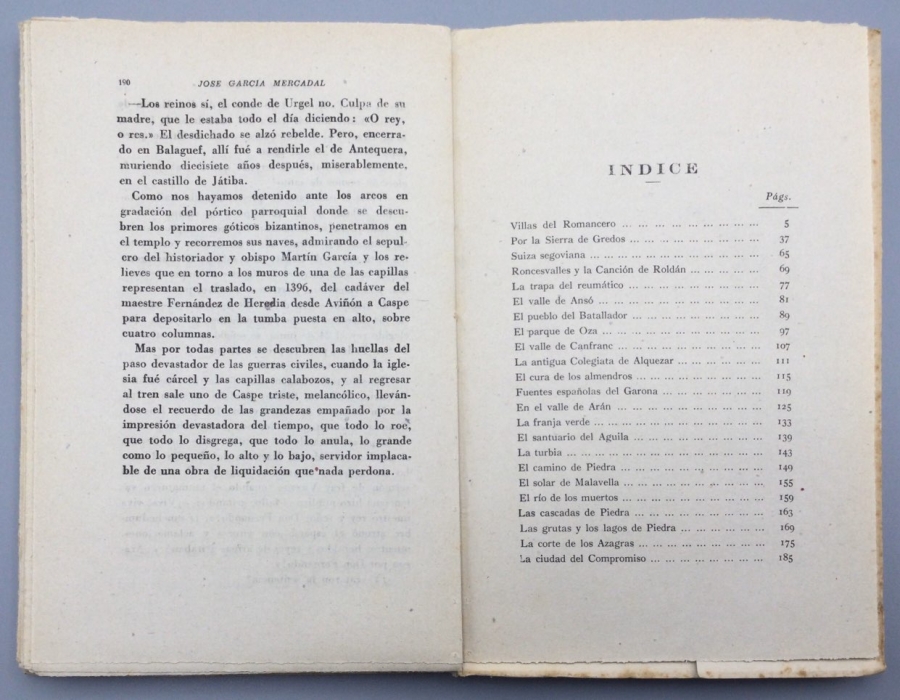 190
JOSE GARCIA MERCADAL
—Los reinos sí, el conde de Urgel no. Culpa de su
madre, que le estaba todo el día diciendo: «O rey,
o res.» El desdichado se alzó rebelde. Pero, encerra-
do en Balaguef, allí fué a rendirle el de Antequera,
muriendo diecisiete años después, miserablemente,
en el castillo de Játiba.
Como nos hayamos detenido ante los arcos en
gradación del pórtico parroquial donde se descu-
bren los primores góticos bizantinos, penetramos en
el templo y recorremos sus naves, admirando el sepul-
cro del historiador y obispo Martín García y los re-
lieves que en torno a los muros de una de las capillas
representan el traslado, en 1396, del cadáver del
maestre Fernández de Heredia desde Aviñón a Caspe
para depositarlo en la tumba puesta en alto, sobre
cuatro columnas.
Mas por todas partes se descubren las huellas del
paso devastador de las guerras civiles, cuando la igle-
sia fué cárcel y las capillas calabozos, y al regresar
al tren sale uno de Caspe triste, melancólico, leván-
dose el recuerdo de las grandezas empañado por la
impresión devastadora del tiempo, que todo lo roe,
que todo lo disgrega, que todo lo anula, lo grande
como lo pequeño, lo alto y lo bajo, servidor implaca-
ble de una obra de liquidación que nada perdona.
INDICE
Págs.
Villas del Romancero ... ... ... ... ... ... ... ... 5
Por la Sierra de Gredos ... ... ... ... ... ... ... ... 37
Suiza segoviana ... ... ... ... ... ... ... ... ... ... 65
Roncesvalles y la Canción de Roldán ... ... ... ... ... 69
La trapa del reumático ... ... ... ... ... ... ... ... 77
El valle de Ansó ... ... ... ... ... ... ... ... ... ... 81
El pueblo del Batallador ... ... ... ... ... ... ... ... 89
El parque de Oza ... ... ... ... ... ... ... ... ... ... 97
El valle de Canfranc ... ... ... ... ... ... ... ... ... 107
La antigua Colegiata de Alquezar ... ... ... ... ... ... 111
El cura de los almendros ... ... ... ... ... ... ... ... 115
Fuentes españolas del Garona ... ... ... ... ... ... ... 119
En el valle de Arán ... ... ... ... ... ... ... ... ... 125
La franja verde ... ... ... ... ... ... ... ... ... ... 133
El santuario del Aguila ... ... ... ... ... ... ... ... 139
La turbia ... ... ... ... ... ... ... ... ... ... ... ... 143
El camino de Piedra ... ... ... ... ... ... ... ... ... 149
El solar de Malavella ... ... ... ... ... ... ... ... ... 155
El río de los muertos ... ... ... ... ... ... ... ... ... 159
Las cascadas de Piedra ... ... ... ... ... ... ... ... 163
Las grutas y los lagos de Piedra ... ... ... ... ... ... 169
La corte de los Azagras ... ... ... ... ... ... ... ... 175
La ciudad del Compromiso ... ... ... ... ... ... ... ... 185